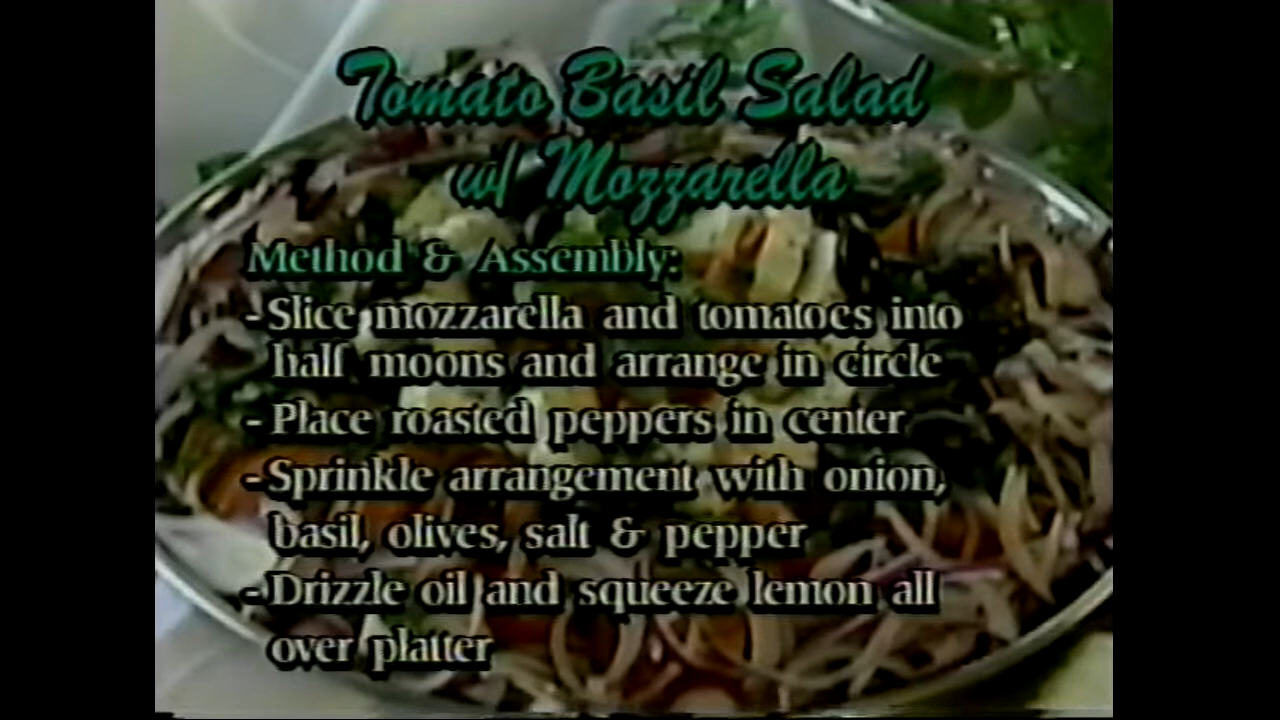 Tomato Basil Salad
w/ Mozzarella
Method & Assembly:
-Slice mozzarella and tomatoes into
half moons and arrange in circle
-Place roasted peppers in center
-Sprinkle arrangement with onion,
basil, olives, salt & pepper
-Drizzle oil and squeeze lemon all
over platter